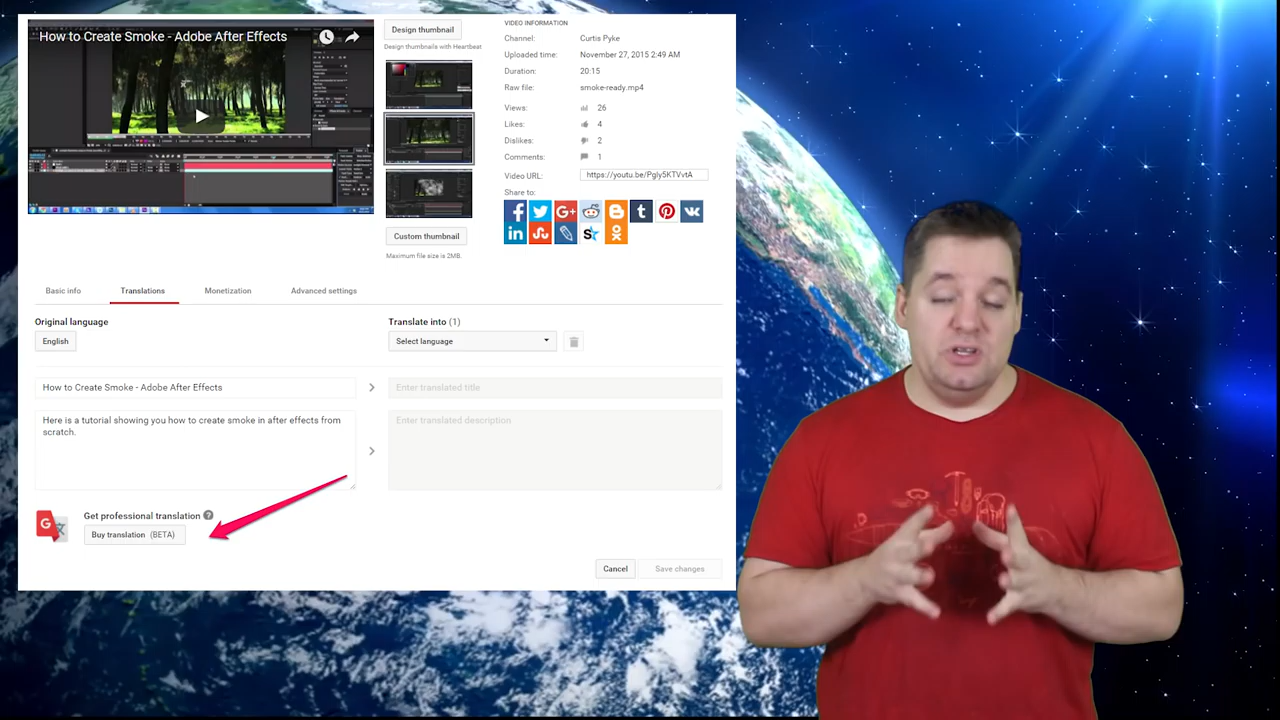 How to Create Smoke - Adobe After Effects
Design thumbnail
Design thumbnails with Heartbeat
Custom thumbnail
Maximum file size is 2MB.
VIDEO INFORMATION
Channel: Curtis Pyke
Uploaded time: November 27, 2015 2:49 AM
Duration: 20:15
Raw file: smoke-ready.mp4
Views: 26
Likes: 4
Dislikes: 2
Comments: 1
Video URL: https://youtu.be/Pgly5KTVvtA
Share to:
Basic info Translations Monetization Advanced settings
Original language
English
Translate into (1)
Select language
How to Create Smoke - Adobe After Effects
Enter translated title
Here is a tutorial showing you how to create smoke in after effects from
scratch.
Enter translated description
Get professional translation ?
Buy translation (BETA)
Cancel Save changes